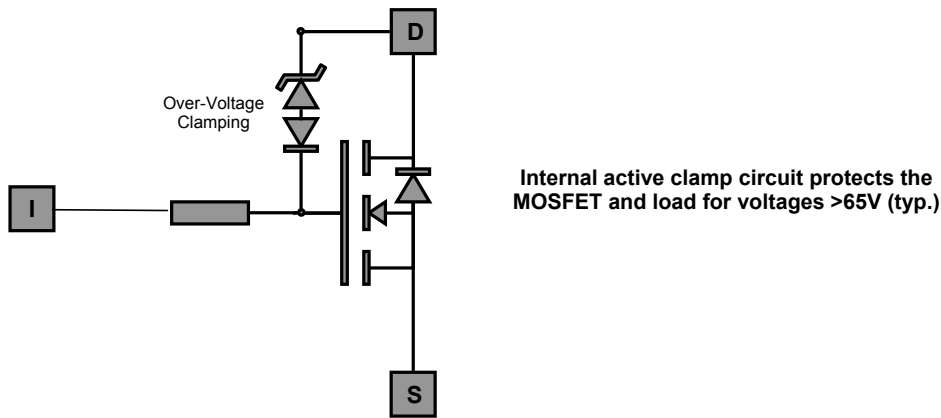 D
Over-Voltage
Clamping
Internal active clamp circuit protects the
MOSFET and load for voltages >65V (typ.)
I
S